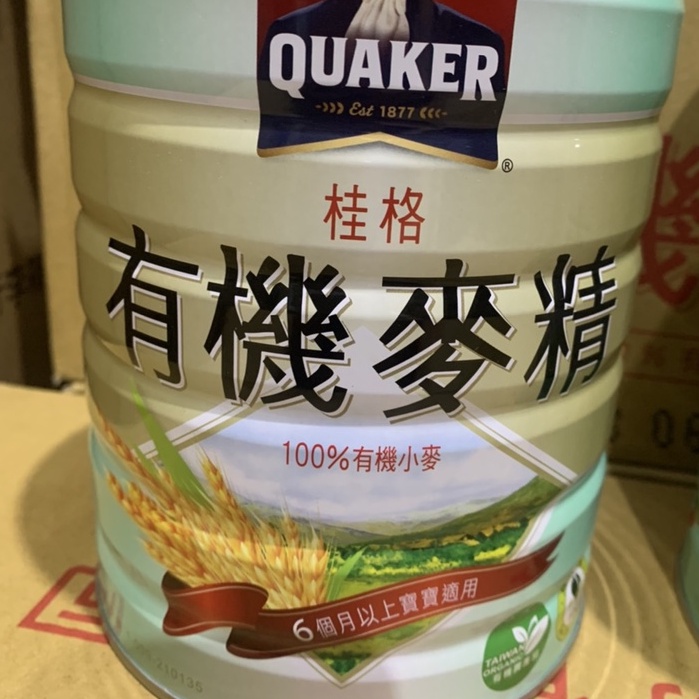 QUAKER
Est 1877
®
桂格
有機麥精
100%有機小麥
6個月以上寶寶適用
TAIWAN
ORGANIC